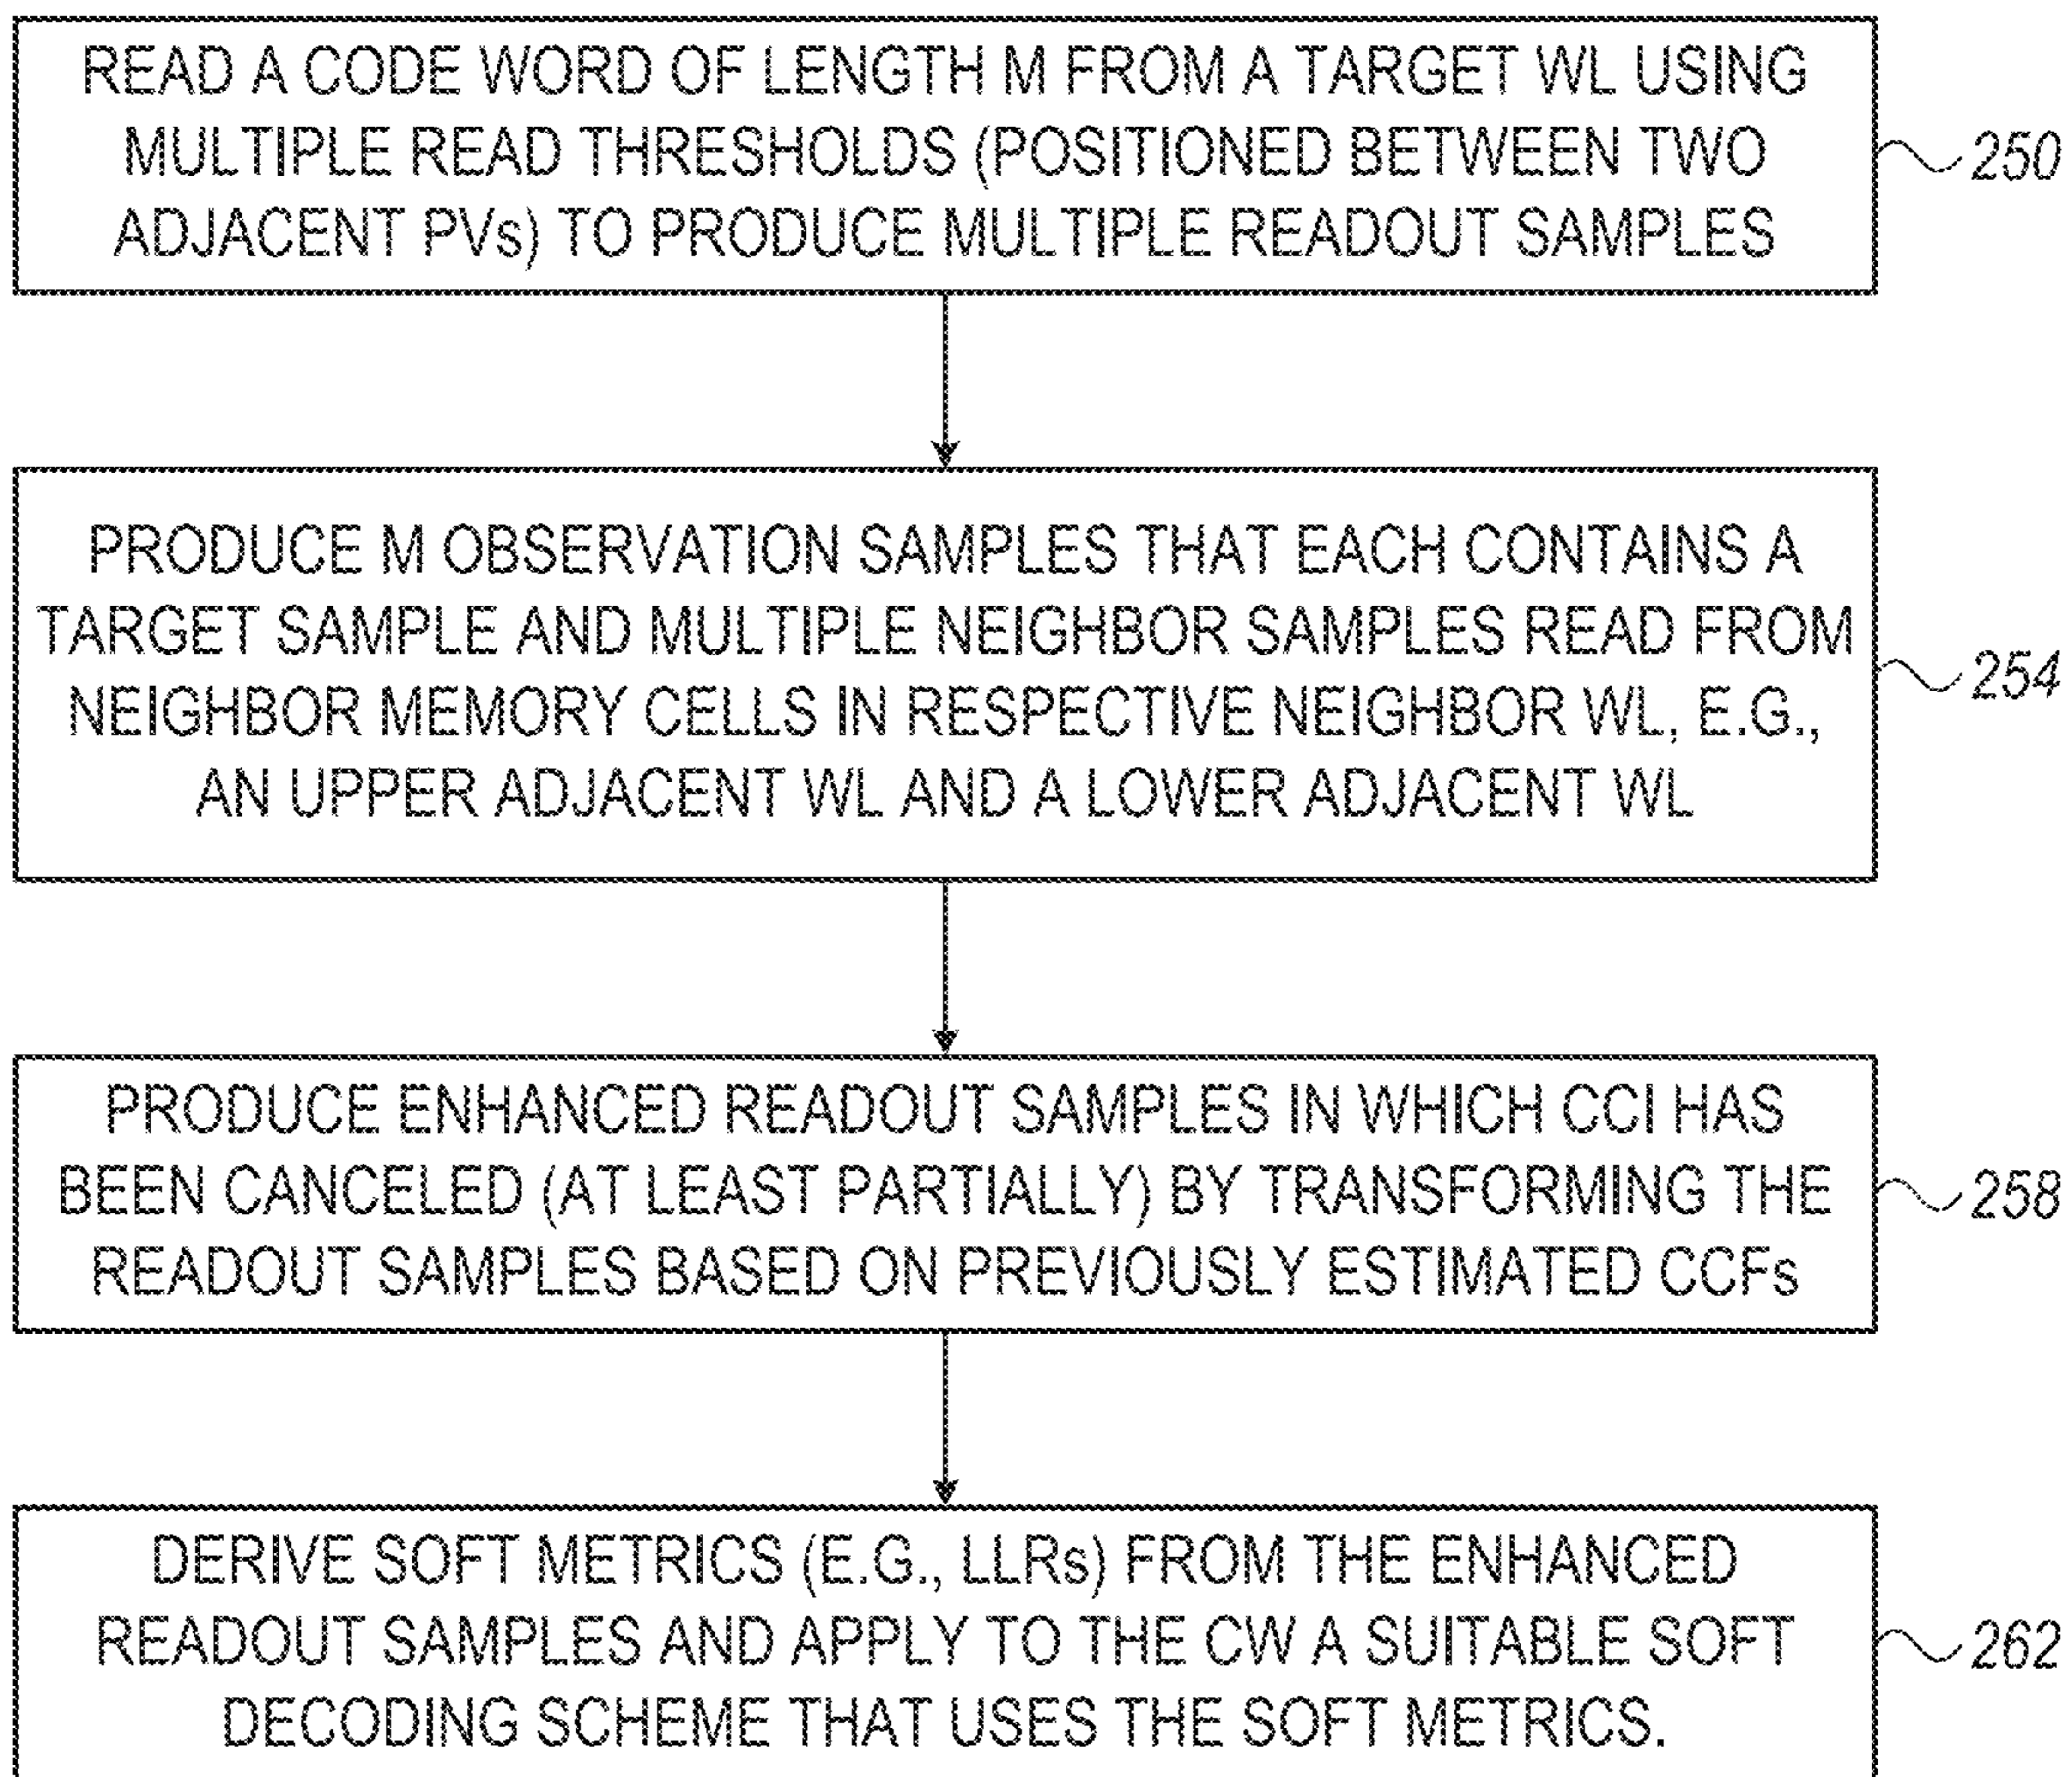 READ A CODE WORD OF LENGTH M FROM A TARGET WL USING
MULTIPLE READ THRESHOLDS (POSITIONED BETWEEN TWO
ADJACENT PVs) TO PRODUCE MULTIPLE READOUT SAMPLES
250
PRODUCE M OBSERVATION SAMPLES THAT EACH CONTAINS A
TARGET SAMPLE AND MULTIPLE NEIGHBOR SAMPLES READ FROM
NEIGHBOR MEMORY CELLS IN RESPECTIVE NEIGHBOR WL, E.G.,
AN UPPER ADJACENT WL AND A LOWER ADJACENT WL
254
PRODUCE ENHANCED READOUT SAMPLES IN WHICH CCI HAS
BEEN CANCELED (AT LEAST PARTIALLY) BY TRANSFORMING THE
READOUT SAMPLES BASED ON PREVIOUSLY ESTIMATED CCFs
258
DERIVE SOFT METRICS (E.G., LLRs) FROM THE ENHANCED
READOUT SAMPLES AND APPLY TO THE CW A SUITABLE SOFT
DECODING SCHEME THAT USES THE SOFT METRICS.
262